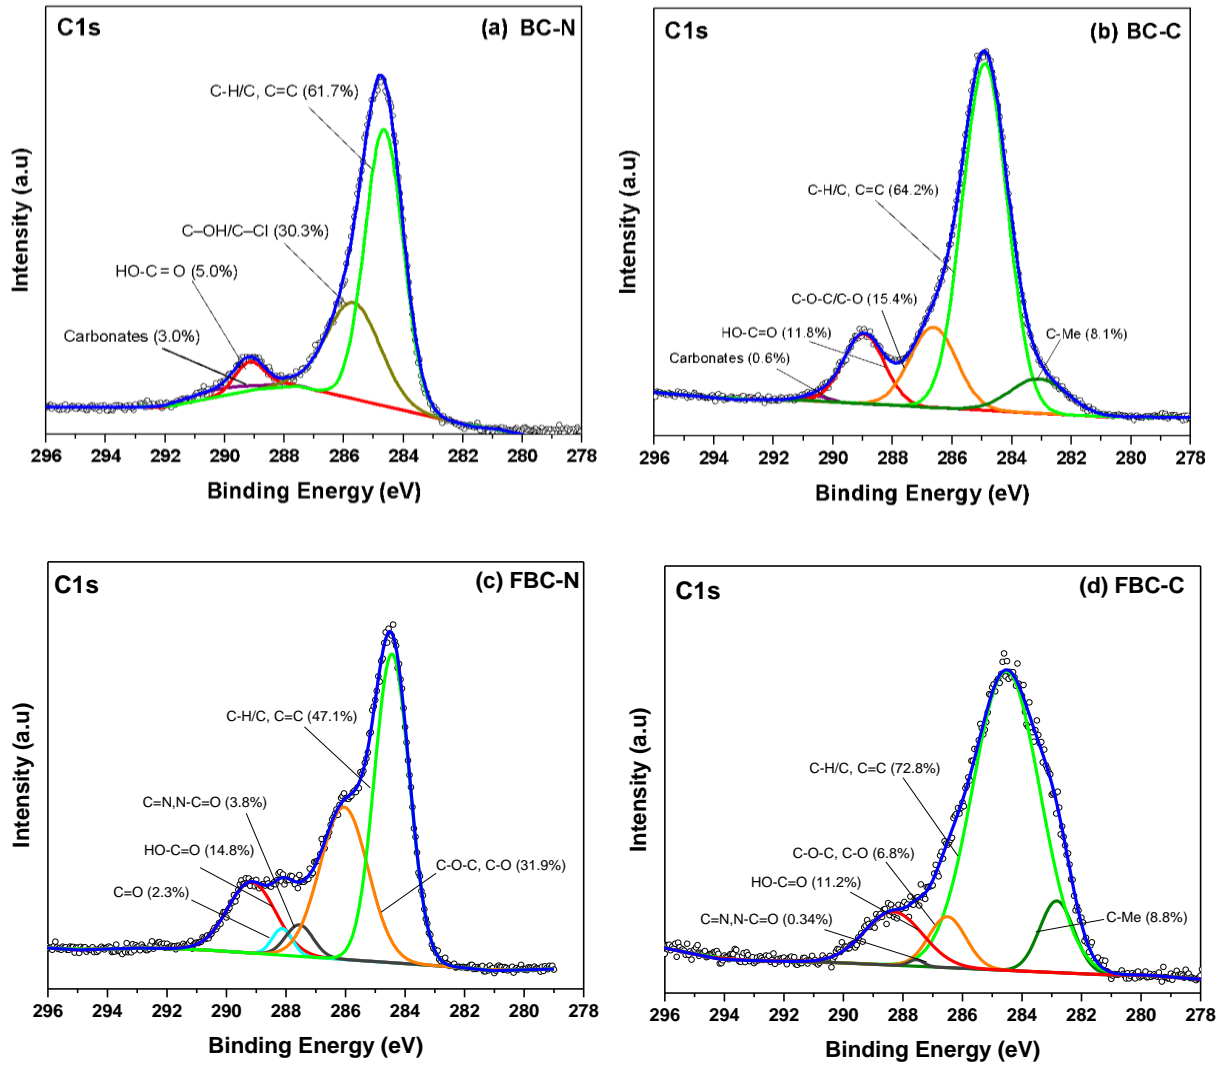 C1s
(a) BC-N
C-H/C, C=C (61.7%)
C–OH/C–Cl (30.3%)
HO-C = O (5.0%)
Carbonates (3.0%)
Intensity (a.u)
296 294 292 290 288 286 284 282 280 278
Binding Energy (eV)
C1s
(b) BC-C
C-H/C, C=C (64.2%)
C-O-C/C-O (15.4%)
HO-C=O (11.8%)
C-Me (8.1%)
Carbonates (0.6%)
Intensity (a.u)
296 294 292 290 288 286 284 282 280 278
Binding Energy (eV)
C1s
(c) FBC-N
C-H/C, C=C (47.1%)
C=N,N-C=O (3.8%)
HO-C=O (14.8%)
C-O-C, C-O (31.9%)
C=O (2.3%)
Intensity (a.u)
296 294 292 290 288 286 284 282 280 278
Binding Energy (eV)
C1s
(d) FBC-C
C-H/C, C=C (72.8%)
C-O-C, C-O (6.8%)
HO-C=O (11.2%)
C=N,N-C=O (0.34%)
C-Me (8.8%)
Intensity (a.u)
296 294 292 290 288 286 284 282 280 278
Binding Energy (eV)